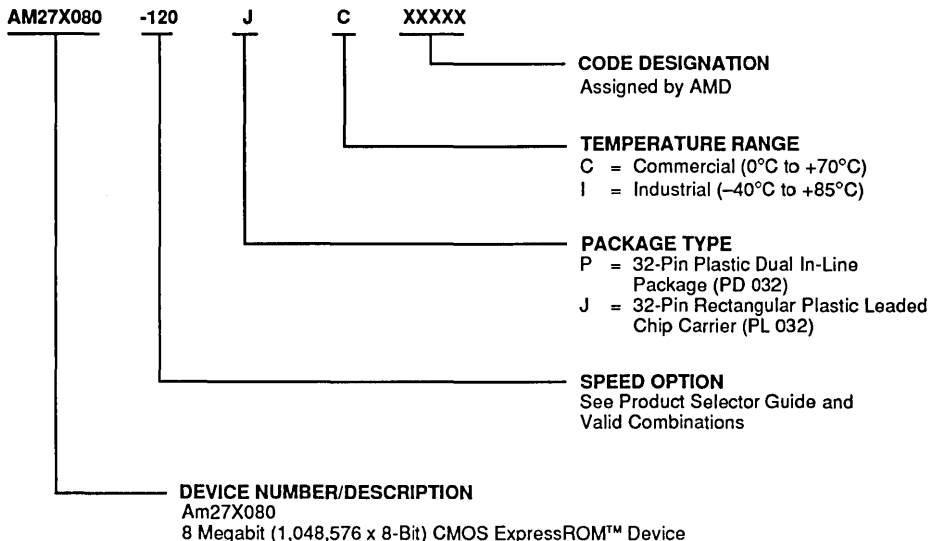 AM27X080 -120 J C XXXXX
CODE DESIGNATION
Assigned by AMD
TEMPERATURE RANGE
C = Commercial (0°C to +70°C)
I = Industrial (–40°C to +85°C)
PACKAGE TYPE
P = 32-Pin Plastic Dual In-Line
Package (PD 032)
J = 32-Pin Rectangular Plastic Leaded
Chip Carrier (PL 032)
SPEED OPTION
See Product Selector Guide and
Valid Combinations
DEVICE NUMBER/DESCRIPTION
Am27X080
8 Megabit (1,048,576 x 8-Bit) CMOS ExpressROM™ Device